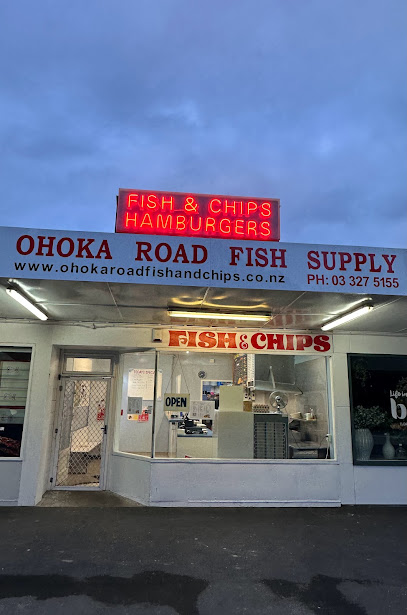 FISH & CHIPS
HAMBURGERS
OHOKA ROAD FISH SUPPLY
www.ohokaroadfishandchips.co.nz
PH: 03 327 5155
FISH & CHIPS
OPEN